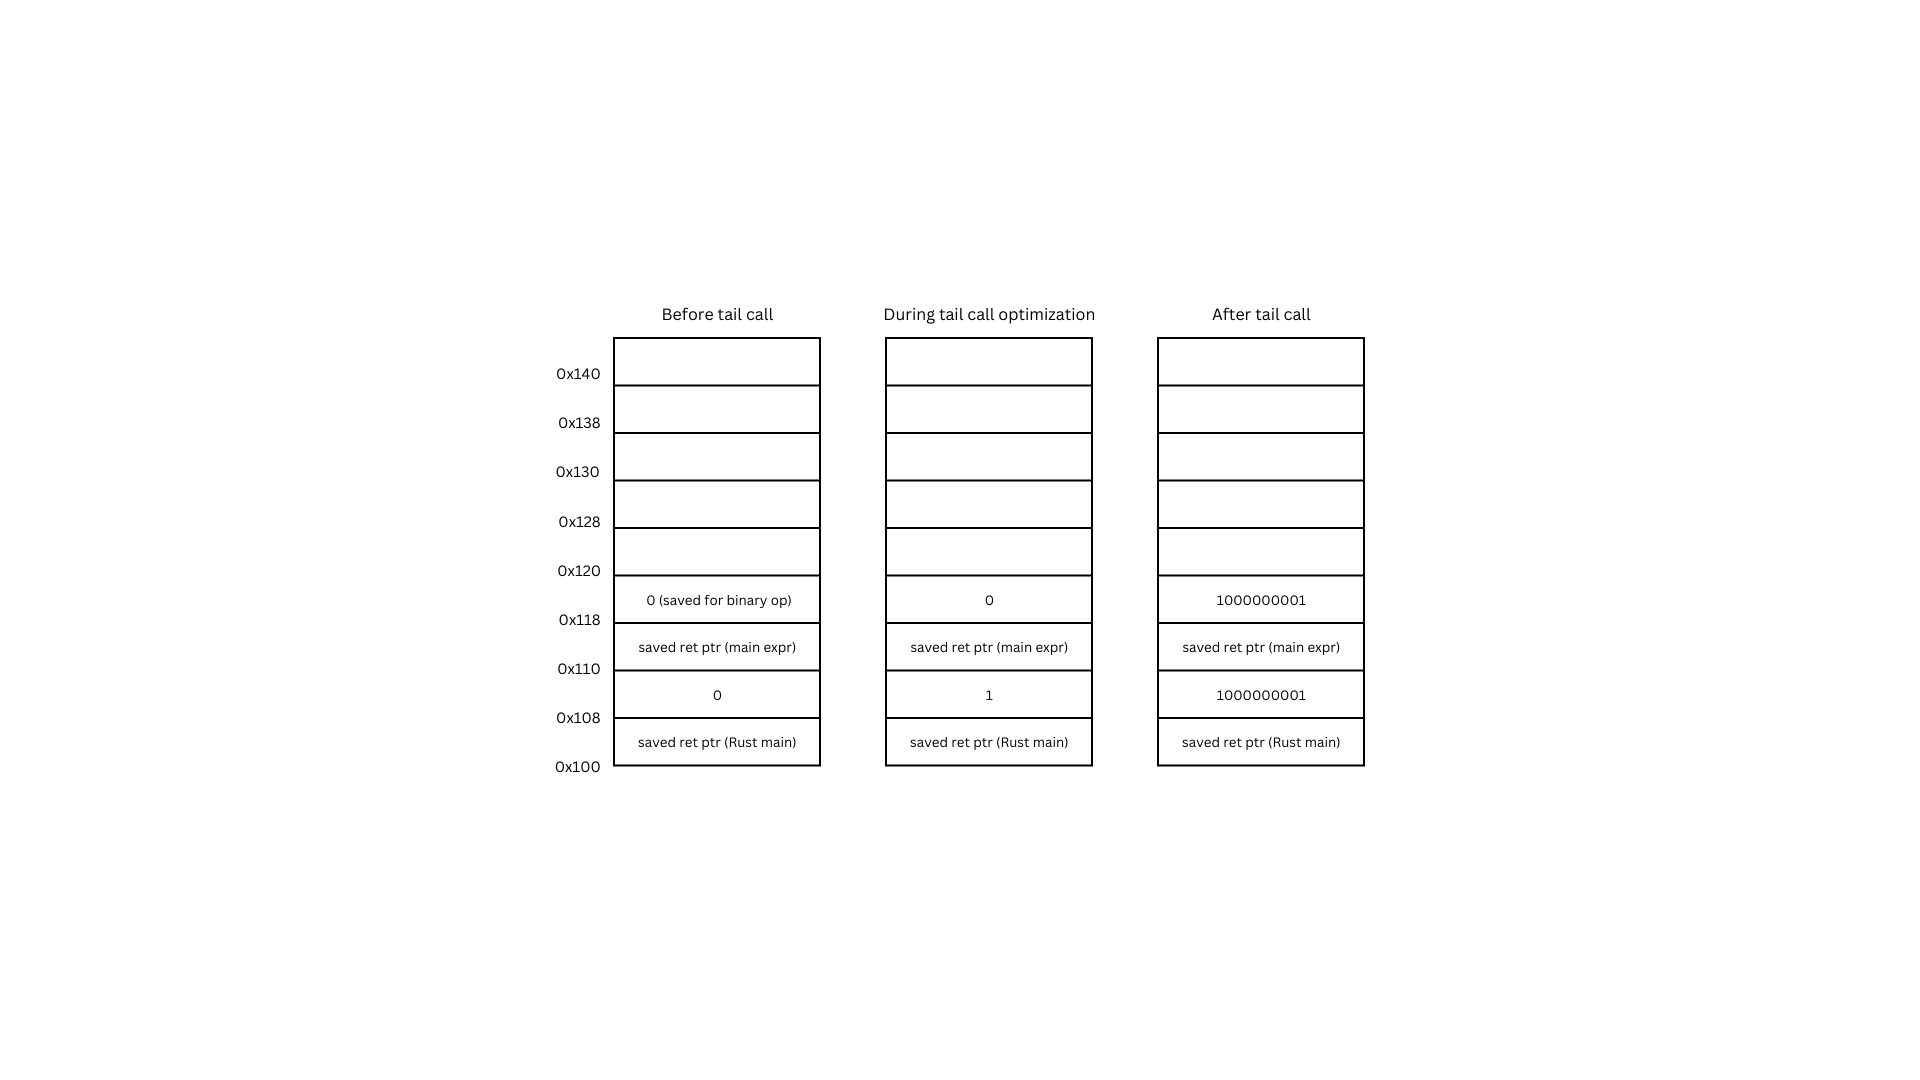 Before tail call
During tail call optimization
After tail call
0x140
0x138
0x130
0x128
0x120
0 (saved for binary op)
0
1000000001
0x118
saved ret ptr (main expr)
saved ret ptr (main expr)
saved ret ptr (main expr)
0x110
0
1
1000000001
0x108
saved ret ptr (Rust main)
saved ret ptr (Rust main)
saved ret ptr (Rust main)
0x100